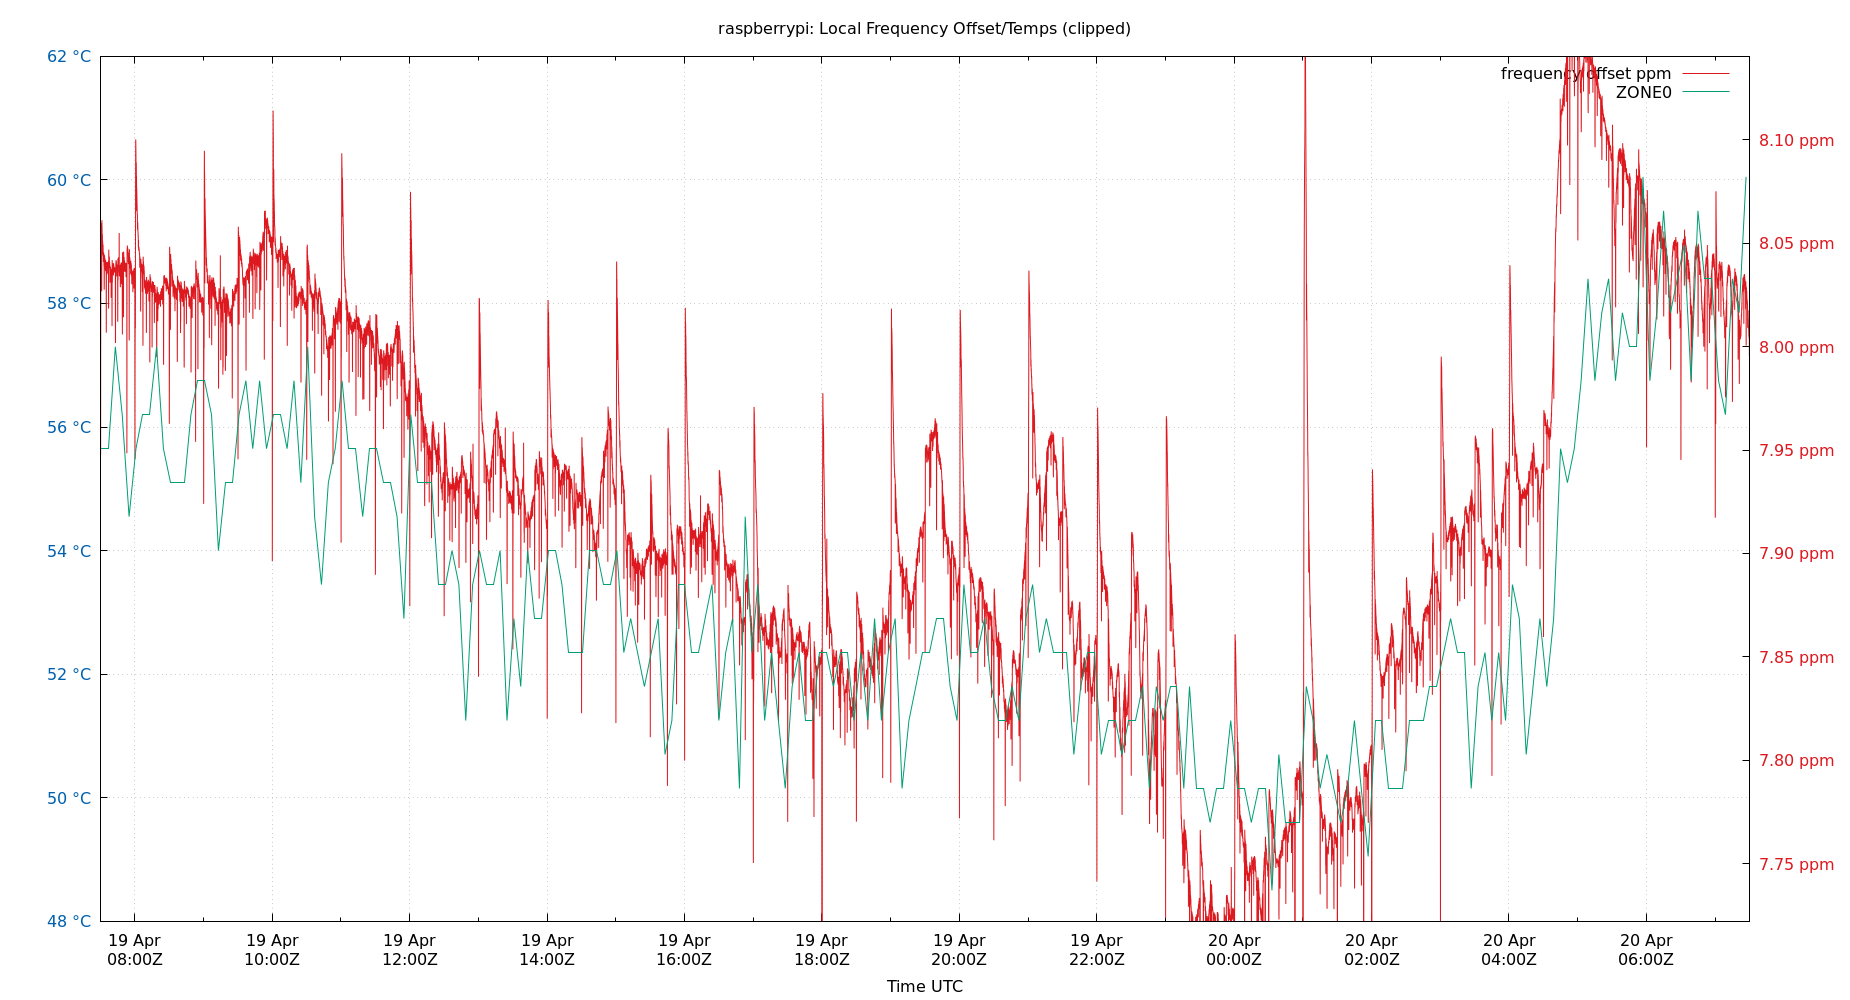 raspberrypi: Local Frequency Offset/Temps (clipped)
62 °C
60 °C
58 °C
56 °C
54 °C
52 °C
50 °C
48 °C
frequency offset ppm
ZONE0
8.10 ppm
8.05 ppm
8.00 ppm
7.95 ppm
7.90 ppm
7.85 ppm
7.80 ppm
7.75 ppm
19 Apr 19 Apr 19 Apr 19 Apr 19 Apr 19 Apr 19 Apr 19 Apr 20 Apr 20 Apr 20 Apr 20 Apr
08:00Z 10:00Z 12:00Z 14:00Z 16:00Z 18:00Z 20:00Z 22:00Z 00:00Z 02:00Z 04:00Z 06:00Z
Time UTC